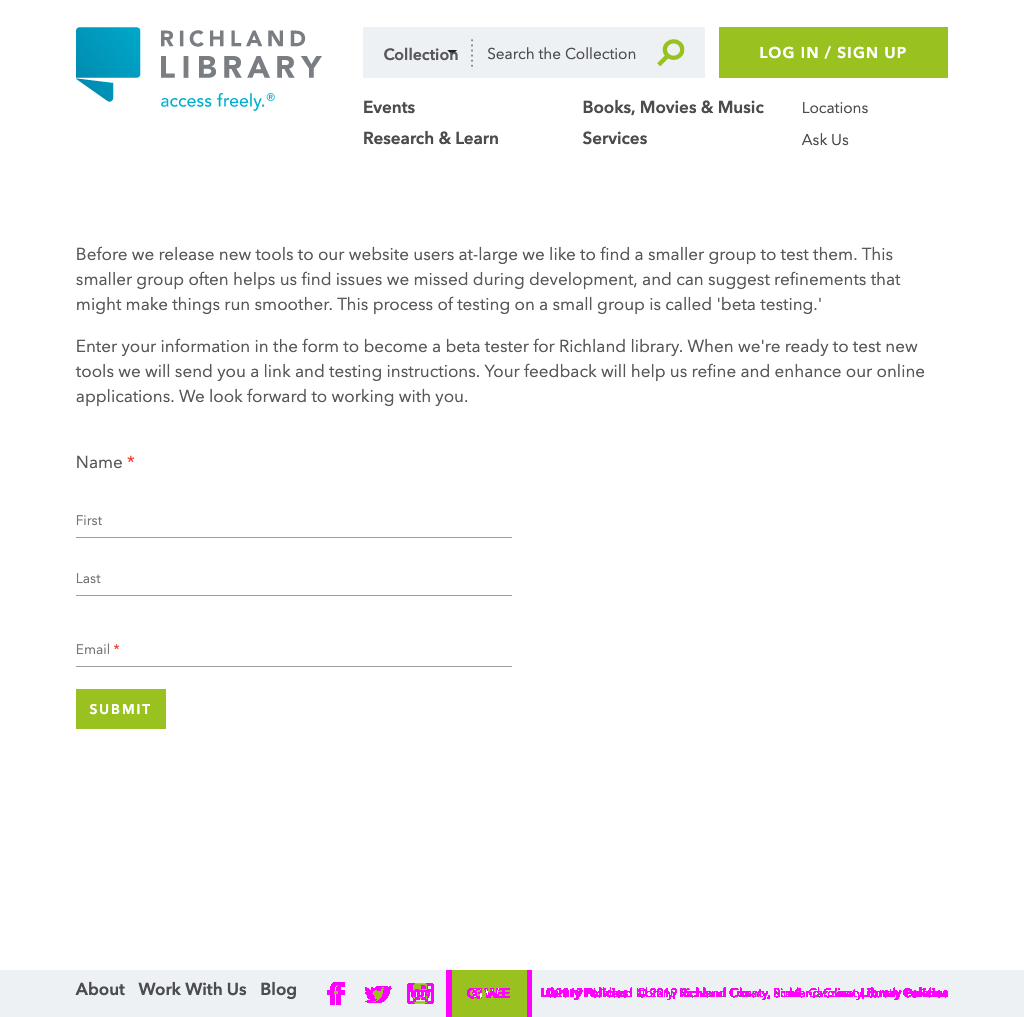 RICHLAND
LIBRARY
access freely.®
Collection
Search the Collection
LOG IN / SIGN UP
Events
Books, Movies & Music
Locations
Research & Learn
Services
Ask Us
Before we release new tools to our website users at-large we like to find a smaller group to test them. This
smaller group often helps us find issues we missed during development, and can suggest refinements that
might make things run smoother. This process of testing on a small group is called 'beta testing.'
Enter your information in the form to become a beta tester for Richland library. When we're ready to test new
tools we will send you a link and testing instructions. Your feedback will help us refine and enhance our online
applications. We look forward to working with you.
Name *
First
Last
Email *
SUBMIT
About Work With Us Blog